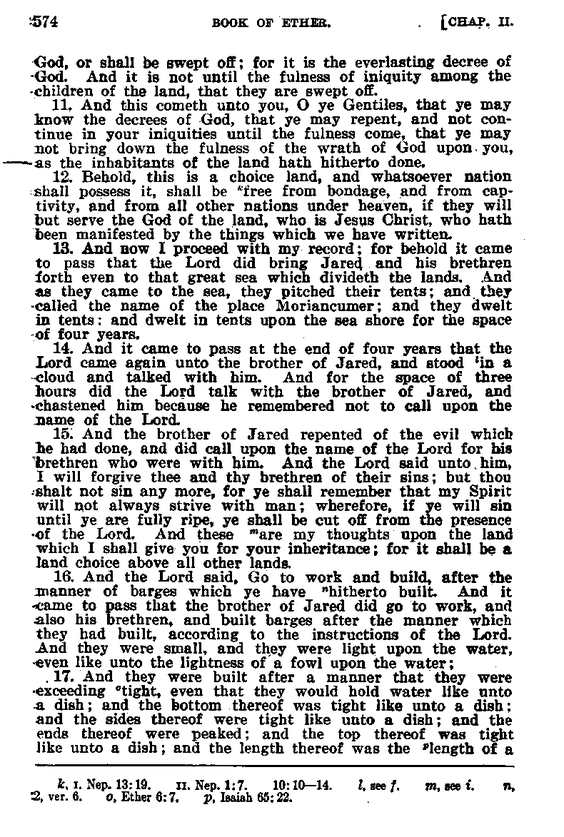 574 BOOK OF ETHER. [CHAP. II.
God, or shall be swept off; for it is the everlasting decree of
God. And it is not until the fulness of iniquity among the
children of the land, that they are swept off.
11. And this cometh unto you, O ye Gentiles, that ye may
know the decrees of God, that ye may repent, and not con-
tinue in your iniquities until the fulness come, that ye may
not bring down the fulness of the wrath of God upon you,
as the inhabitants of the land hath hitherto done.
12. Behold, this is a choice land, and whatsoever nation
shall possess it, shall be kfree from bondage, and from cap-
tivity, and from all other nations under heaven, if they will
but serve the God of the land, who is Jesus Christ, who hath
been manifested by the things which we have written.
13. And now I proceed with my record; for behold it came
to pass that the Lord did bring Jared and his brethren
forth even to that great sea which divideth the lands. And
as they came to the sea, they pitched their tents; and they
called the name of the place Moriancumer; and they dwelt
in tents: and dwelt in tents upon the sea shore for the space
of four years.
14. And it came to pass at the end of four years that the
Lord came again unto the brother of Jared, and stood lin a
cloud and talked with him. And for the space of three
hours did the Lord talk with the brother of Jared, and
chastened him because he remembered not to call upon the
name of the Lord.
15. And the brother of Jared repented of the evil which
he had done, and did call upon the name of the Lord for his
brethren who were with him. And the Lord said unto him,
I will forgive thee and thy brethren of their sins; but thou
shalt not sin any more, for ye shall remember that my Spirit
will not always strive with man; wherefore, if ye will sin
until ye are fully ripe, ye shall be cut off from the presence
of the Lord. And these mare my thoughts upon the land
which I shall give you for your inheritance; for it shall be a
land choice above all other lands.
16. And the Lord said, Go to work and build, after the
manner of barges which ye have nhitherto built. And it
came to pass that the brother of Jared did go to work, and
also his brethren, and built barges after the manner which
they had built, according to the instructions of the Lord.
And they were small, and they were light upon the water,
even like unto the lightness of a fowl upon the water;
17. And they were built after a manner that they were
exceeding otight, even that they would hold water like unto
a dish; and the bottom thereof was tight like unto a dish;
and the sides thereof were tight like unto a dish; and the
ends thereof were peaked; and the top thereof was tight
like unto a dish; and the length thereof was the plength of a
k, I. Nep. 13:19. II. Nep. 1:7. 10:10—14. l, see f. m, see i. n,
2, ver. 6. o, Ether 6:7. p, Isaiah 65:22.